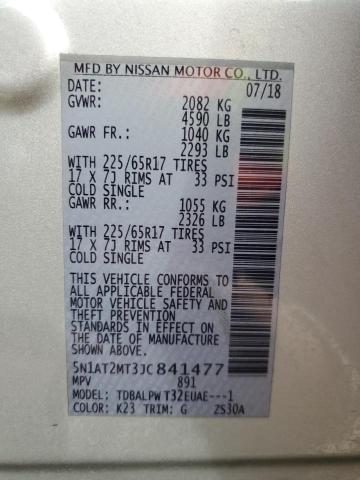 MFD BY NISSAN MOTOR CO., LTD.
DATE: 07/18
GVWR: 2082 KG
4590 LB
GAWR FR.: 1040 KG
2293 LB
WITH 225/65R17 TIRES
17 X 7J RIMS AT 33 PSI
COLD SINGLE
GAWR RR.: 1055 KG
2326 LB
WITH 225/65R17 TIRES
17 X 7J RIMS AT 33 PSI
COLD SINGLE
THIS VEHICLE CONFORMS TO
ALL APPLICABLE FEDERAL
MOTOR VEHICLE SAFETY AND
THEFT PREVENTION
STANDARDS IN EFFECT ON
THE DATE OF MANUFACTURE
SHOWN ABOVE.
5N1AT2MT3JC841477
MPV 891
MODEL: TDBALPW T32EUAE---1
COLOR: K23 TRIM: G ZS30A